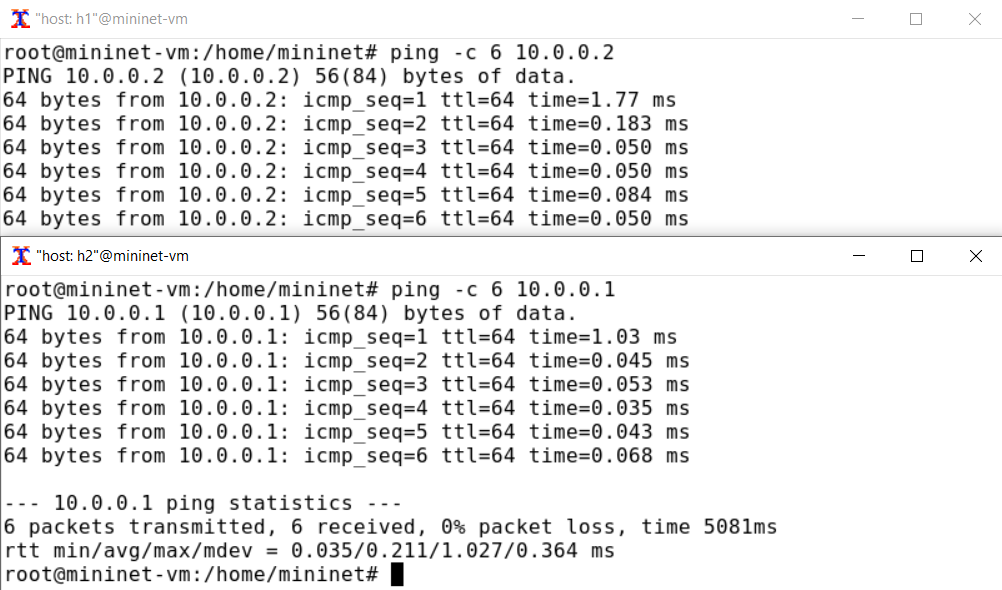 "host: h1"@mininet-vm
root@mininet-vm:/home/mininet# ping -c 6 10.0.0.2
PING 10.0.0.2 (10.0.0.2) 56(84) bytes of data.
64 bytes from 10.0.0.2: icmp_seq=1 ttl=64 time=1.77 ms
64 bytes from 10.0.0.2: icmp_seq=2 ttl=64 time=0.183 ms
64 bytes from 10.0.0.2: icmp_seq=3 ttl=64 time=0.050 ms
64 bytes from 10.0.0.2: icmp_seq=4 ttl=64 time=0.050 ms
64 bytes from 10.0.0.2: icmp_seq=5 ttl=64 time=0.084 ms
64 bytes from 10.0.0.2: icmp_seq=6 ttl=64 time=0.050 ms
"host: h2"@mininet-vm
root@mininet-vm:/home/mininet# ping -c 6 10.0.0.1
PING 10.0.0.1 (10.0.0.1) 56(84) bytes of data.
64 bytes from 10.0.0.1: icmp_seq=1 ttl=64 time=1.03 ms
64 bytes from 10.0.0.1: icmp_seq=2 ttl=64 time=0.045 ms
64 bytes from 10.0.0.1: icmp_seq=3 ttl=64 time=0.053 ms
64 bytes from 10.0.0.1: icmp_seq=4 ttl=64 time=0.035 ms
64 bytes from 10.0.0.1: icmp_seq=5 ttl=64 time=0.043 ms
64 bytes from 10.0.0.1: icmp_seq=6 ttl=64 time=0.068 ms
--- 10.0.0.1 ping statistics ---
6 packets transmitted, 6 received, 0% packet loss, time 5081ms
rtt min/avg/max/mdev = 0.035/0.211/1.027/0.364 ms
root@mininet-vm:/home/mininet#